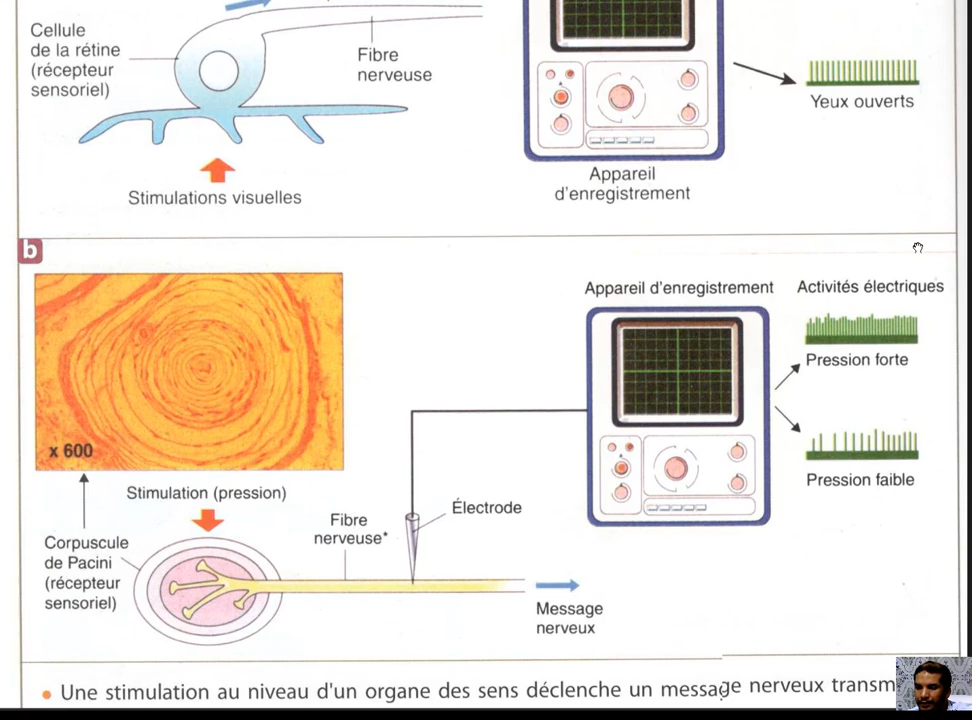 Cellule
de la rétine
(récepteur
sensoriel)
Fibre
nerveuse
Yeux ouverts
Appareil
d'enregistrement
Stimulations visuelles
b
Appareil d'enregistrement
Activités électriques
Pression forte
x 600
Pression faible
Stimulation (pression)
Électrode
Fibre
nerveuse*
Corpuscule
de Pacini
(récepteur
sensoriel)
Message
nerveux
• Une stimulation au niveau d'un organe des sens déclenche un message nerveux transm